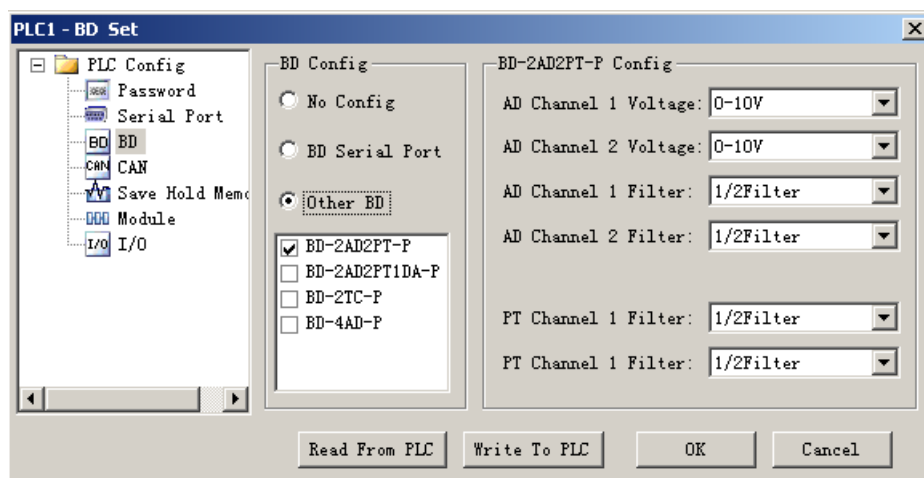 PLC1 - BD Set
PLC Config
Password
Serial Port
BD BD
CAN CAN
Save Hold Memo
Module
I/O I/O
BD Config
No Config
BD Serial Port
Other BD
BD-2AD2PT-P
BD-2AD2PT1DA-P
BD-2TC-P
BD-4AD-P
BD-2AD2PT-P Config
AD Channel 1 Voltage: 0-10V
AD Channel 2 Voltage: 0-10V
AD Channel 1 Filter: 1/2Filter
AD Channel 2 Filter: 1/2Filter
PT Channel 1 Filter: 1/2Filter
PT Channel 1 Filter: 1/2Filter
Read From PLC Write To PLC OK Cancel